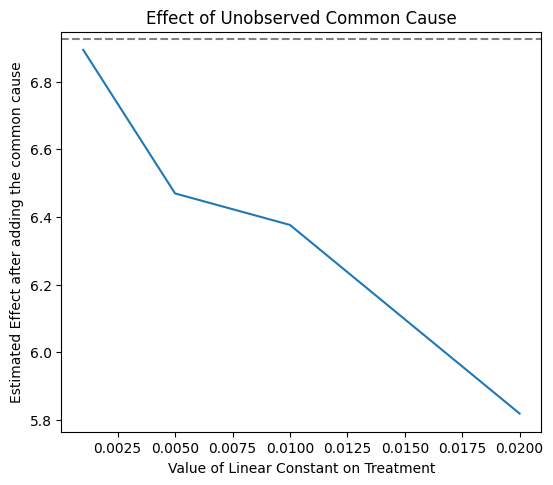 Effect of Unobserved Common Cause
Estimated Effect after adding the common cause
6.8
6.6
6.4
6.2
6.0
5.8
0.0025 0.0050 0.0075 0.0100 0.0125 0.0150 0.0175 0.0200
Value of Linear Constant on Treatment